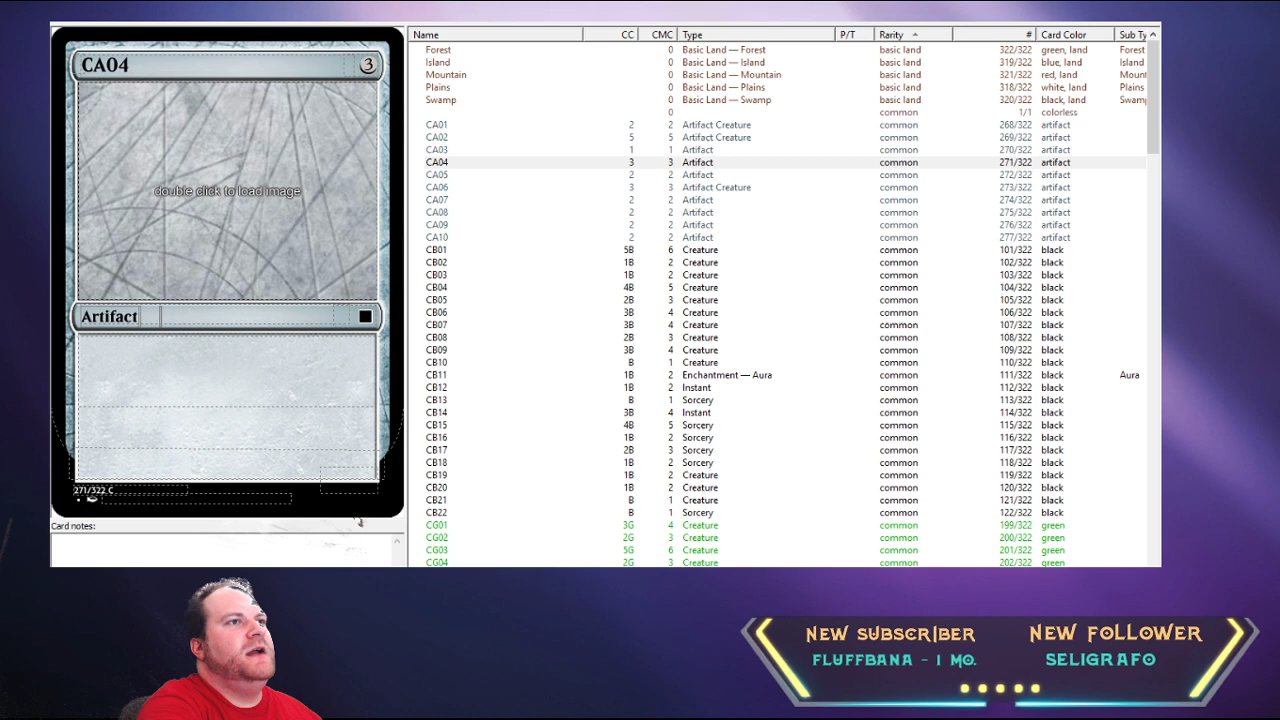 CA04 3
double click to load image
Artifact
271/322 C
Card notes:
Name CC CMC Type P/T Rarity # Card Color Sub Ty
Forest 0 Basic Land — Forest basic land 322/322 green, land Forest
Island 0 Basic Land — Island basic land 319/322 blue, land Island
Mountain 0 Basic Land — Mountain basic land 321/322 red, land Mount
Plains 0 Basic Land — Plains basic land 318/322 white, land Plains
Swamp 0 Basic Land — Swamp basic land 320/322 black, land Swamp
0 common 1/1 colorless
CA01 2 2 Artifact Creature common 268/322 artifact
CA02 5 5 Artifact Creature common 269/322 artifact
CA03 1 1 Artifact common 270/322 artifact
CA04 3 3 Artifact common 271/322 artifact
CA05 2 2 Artifact common 272/322 artifact
CA06 3 3 Artifact Creature common 273/322 artifact
CA07 2 2 Artifact common 274/322 artifact
CA08 2 2 Artifact common 275/322 artifact
CA09 2 2 Artifact common 276/322 artifact
CA10 2 2 Artifact common 277/322 artifact
CB01 5B 6 Creature common 101/322 black
CB02 1B 2 Creature common 102/322 black
CB03 1B 2 Creature common 103/322 black
CB04 4B 5 Creature common 104/322 black
CB05 2B 3 Creature common 105/322 black
CB06 3B 4 Creature common 106/322 black
CB07 3B 4 Creature common 107/322 black
CB08 2B 3 Creature common 108/322 black
CB09 3B 4 Creature common 109/322 black
CB10 B 1 Creature common 110/322 black
CB11 1B 2 Enchantment — Aura common 111/322 black Aura
CB12 1B 2 Instant common 112/322 black
CB13 B 1 Sorcery common 113/322 black
CB14 3B 4 Instant common 114/322 black
CB15 4B 5 Sorcery common 115/322 black
CB16 1B 2 Sorcery common 116/322 black
CB17 2B 3 Sorcery common 117/322 black
CB18 1B 2 Sorcery common 118/322 black
CB19 1B 2 Creature common 119/322 black
CB20 1B 2 Creature common 120/322 black
CB21 B 1 Creature common 121/322 black
CB22 B 1 Sorcery common 122/322 black
CG01 3G 4 Creature common 199/322 green
CG02 2G 3 Creature common 200/322 green
CG03 5G 6 Creature common 201/322 green
CG04 2G 3 Creature common 202/322 green
NEW SUBSCRIBER
FLUFFBANA - 1 MO.
NEW FOLLOWER
SELIGRAFO